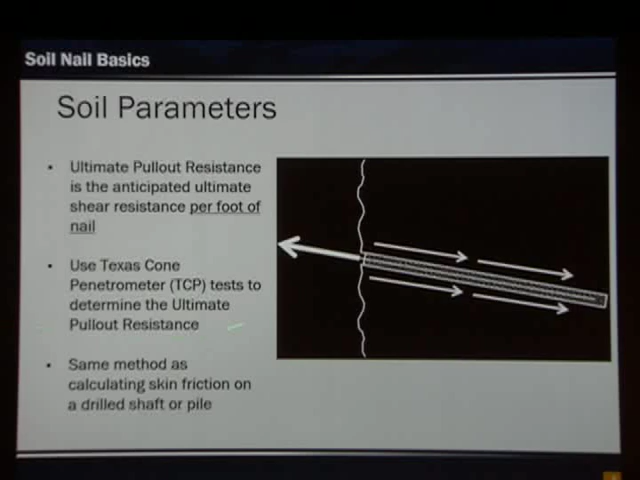 Soil Nail Basics
Soil Parameters
• Ultimate Pullout Resistance
is the anticipated ultimate
shear resistance per foot of
nail
• Use Texas Cone
Penetrometer (TCP) tests to
determine the Ultimate
Pullout Resistance
• Same method as
calculating skin friction on
a drilled shaft or pile